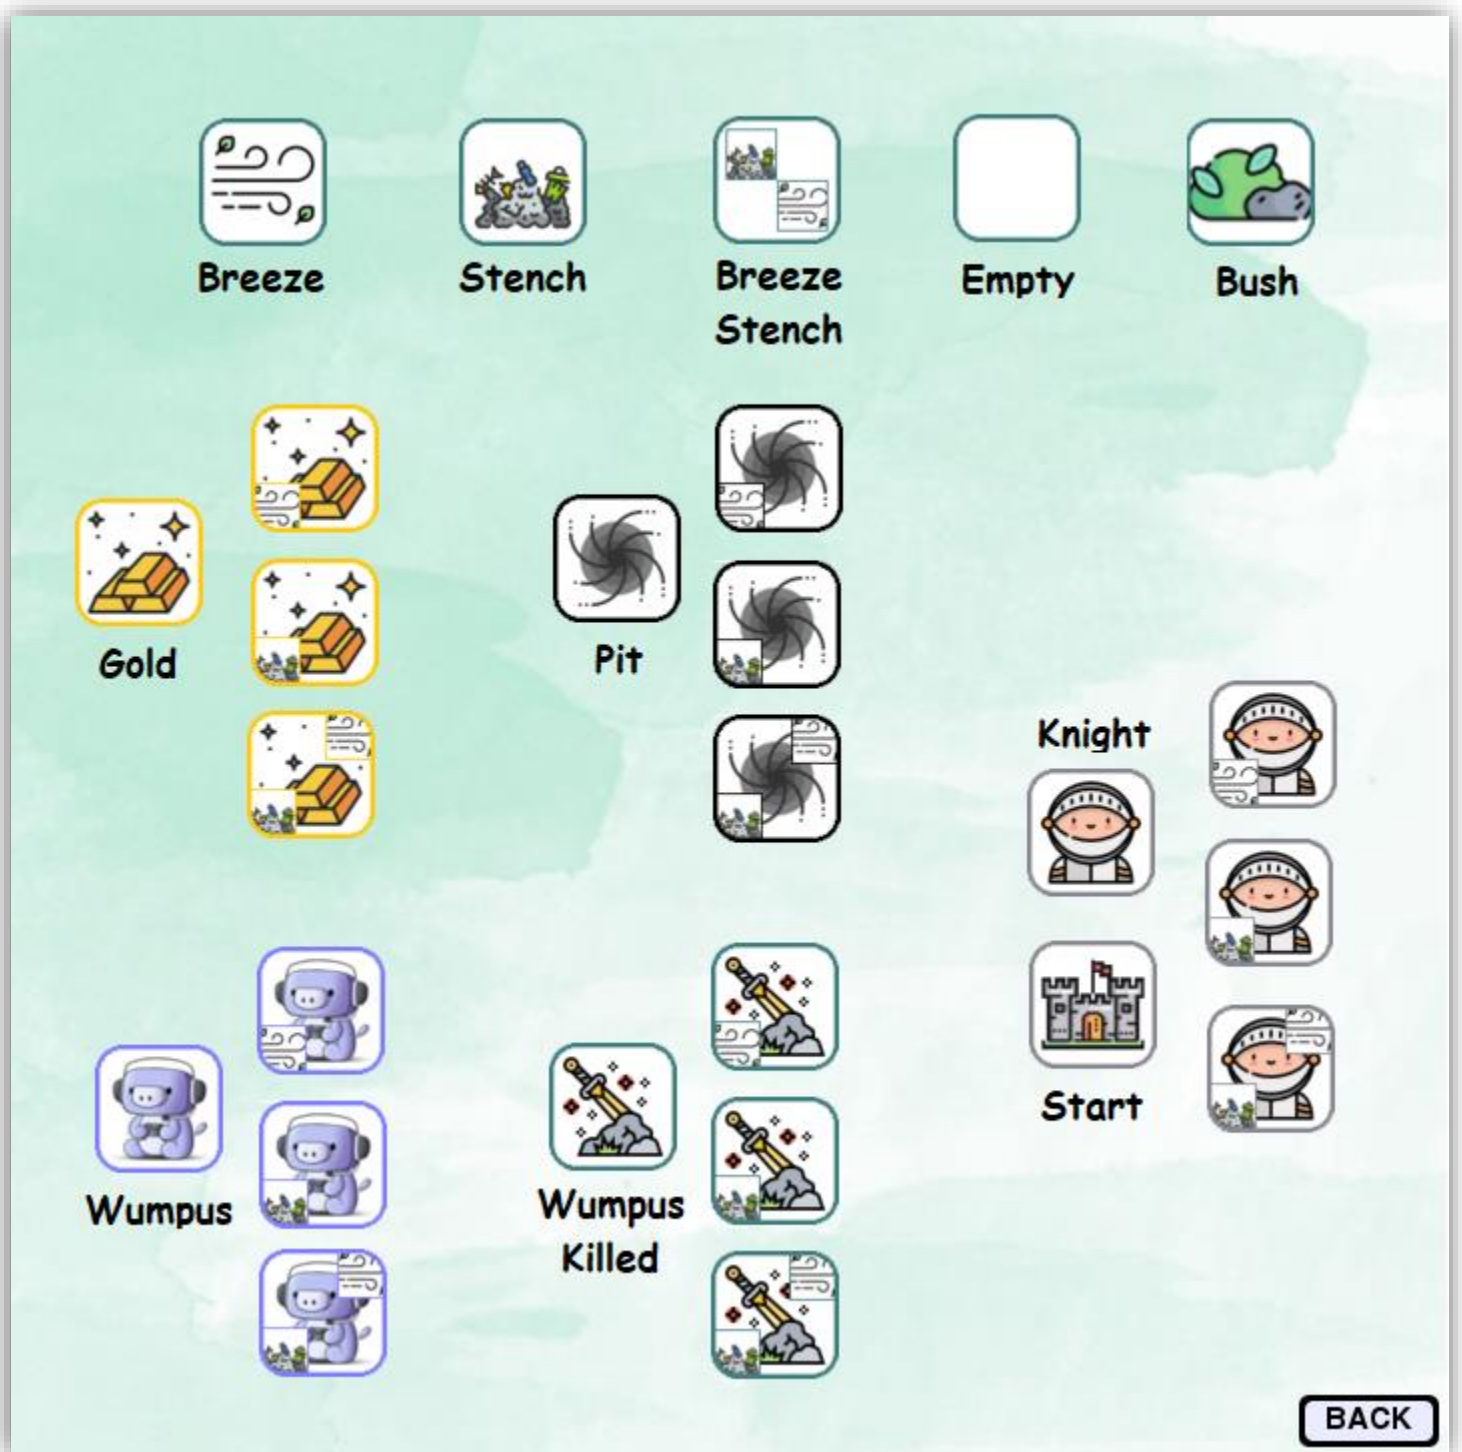 Breeze
Stench
Breeze
Stench
Empty
Bush
Gold
Pit
Knight
Start
Wumpus
Wumpus
Killed
BACK